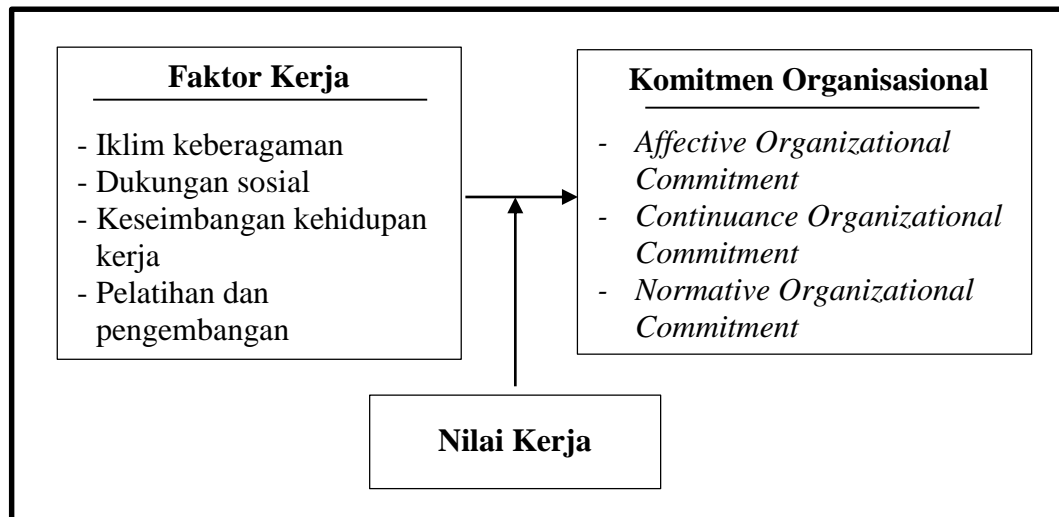 Faktor Kerja
- Iklim keberagaman
- Dukungan sosial
- Keseimbangan kehidupan
kerja
- Pelatihan dan
pengembangan
Komitmen Organisasional
- Affective Organizational
Commitment
- Continuance Organizational
Commitment
- Normative Organizational
Commitment
Nilai Kerja